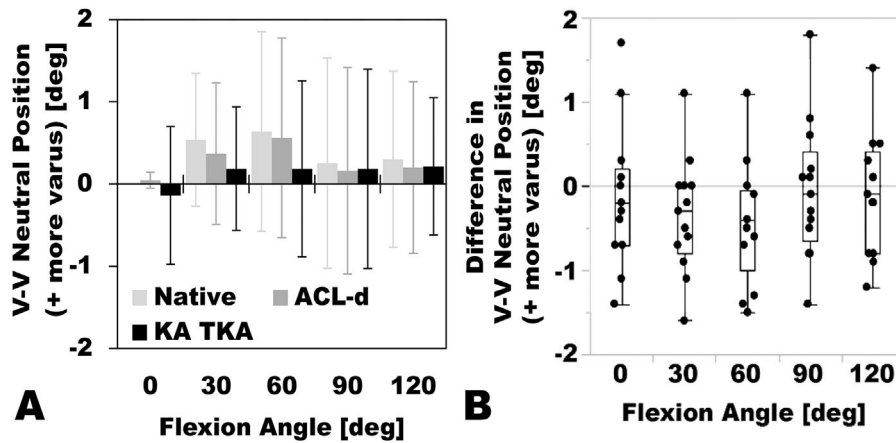 V-V Neutral Position
(+ more varus) [deg]
2
1
0
-1
-2
Native
ACL-d
KA TKA
0 30 60 90 120
Flexion Angle [deg]
A
Difference in
V-V Neutral Position
(+ more varus) [deg]
2
1
0
-1
-2
0 30 60 90 120
Flexion Angle [deg]
B